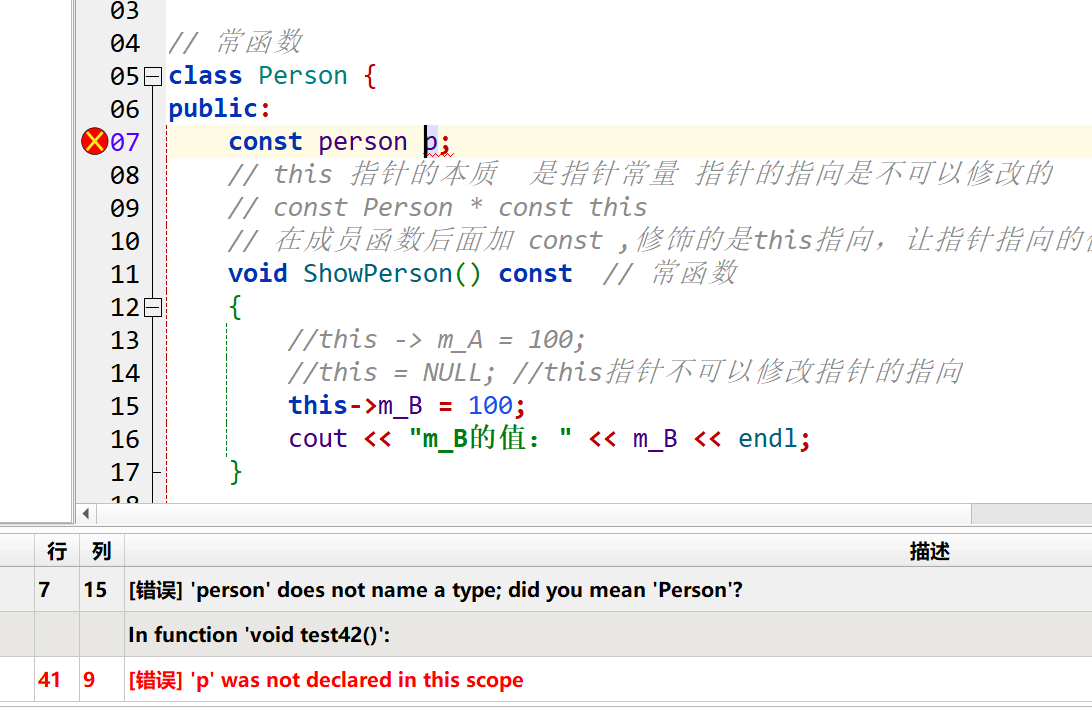 03
04 // 常函数
05 class Person {
06 public:
07 const person p;
08 // this 指针的本质 是指针常量 指针的指向是不可以修改的
09 // const Person * const this
10 // 在成员函数后面加 const ,修饰的是this指向，让指针指向的
11 void ShowPerson() const // 常函数
12 {
13 //this -> m_A = 100;
14 //this = NULL; //this指针不可以修改指针的指向
15 this->m_B = 100;
16 cout << "m_B的值：" << m_B << endl;
17 }
18
行 列 描述
7 15 [错误] 'person' does not name a type; did you mean 'Person'?
In function 'void test42()':
41 9 [错误] 'p' was not declared in this scope